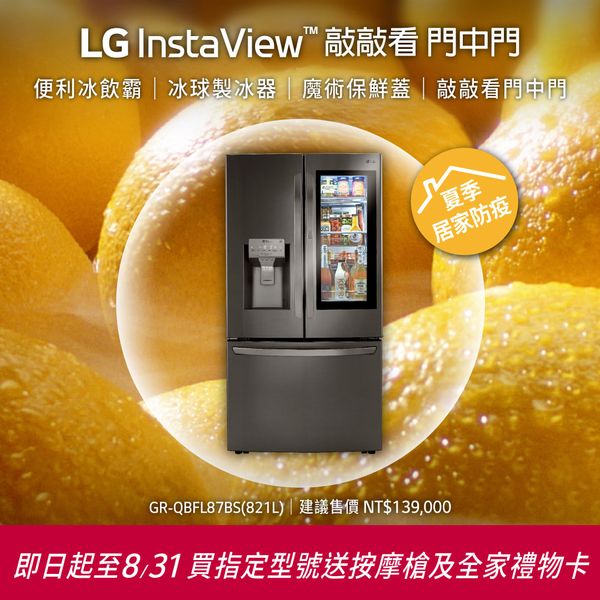 LG InstaView™ 敲敲看 門中門
便利冰飲霸｜冰球製冰器｜魔術保鮮蓋｜敲敲看門中門
夏季
居家防疫
GR-QBFL87BS(821L)｜建議售價 NT$139,000
即日起至8/31 買指定型號送按摩槍及全家禮物卡